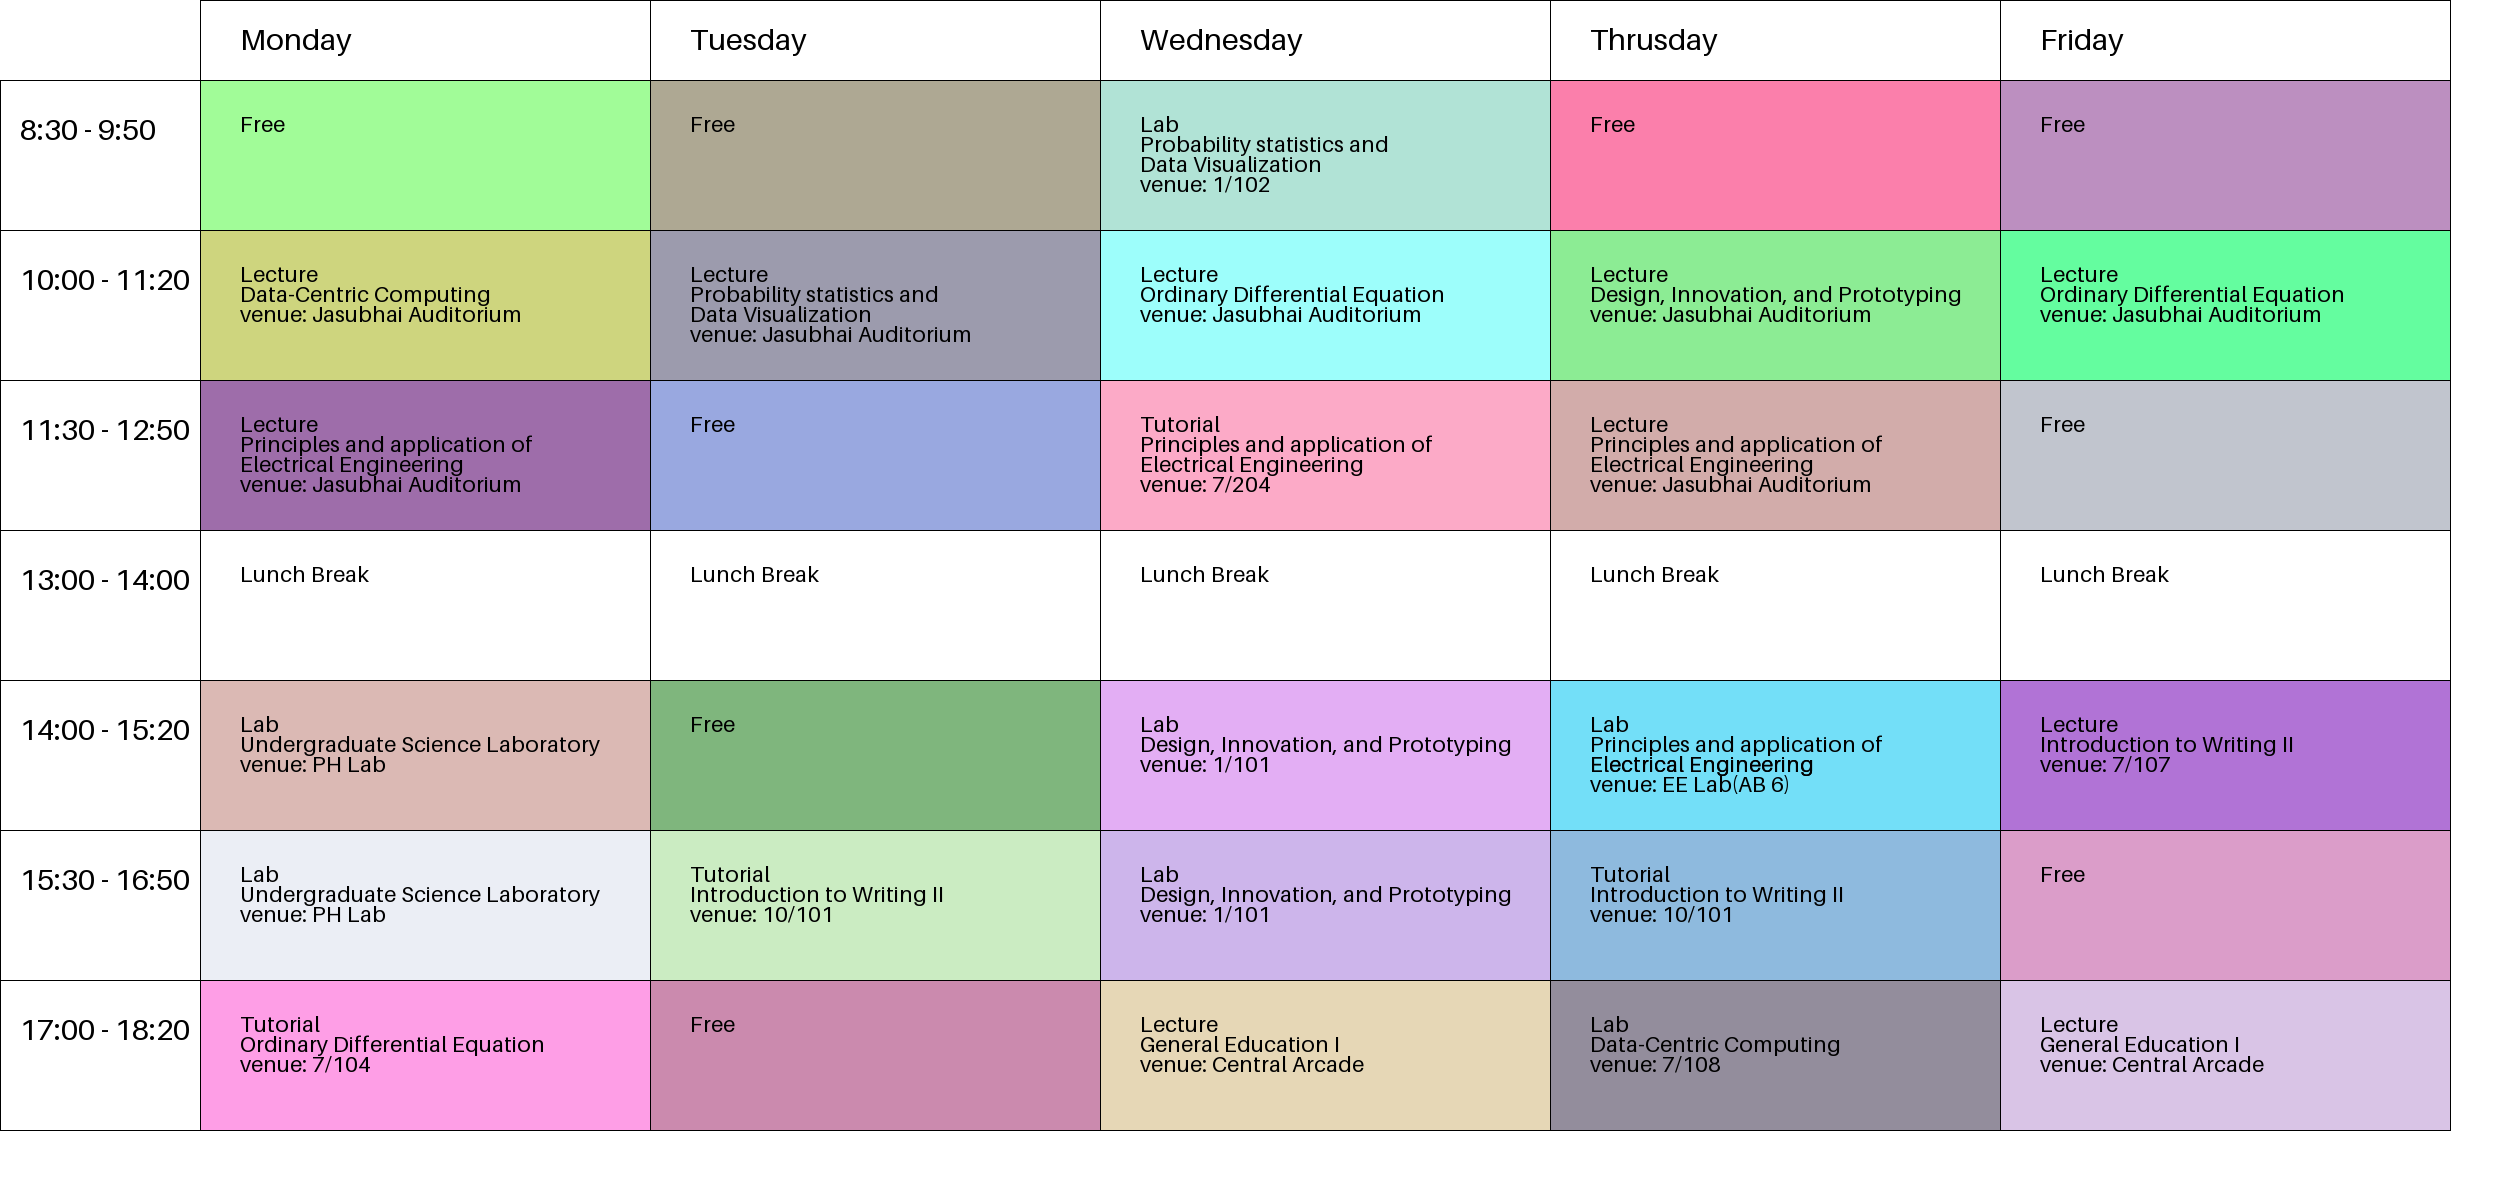 Monday
Tuesday
Wednesday
Thrusday
Friday
8:30 - 9:50
Free
Free
Lab
Probability statistics and
Data Visualization
venue: 1/102
Free
Free
10:00 - 11:20
Lecture
Data-Centric Computing
venue: Jasubhai Auditorium
Lecture
Probability statistics and
Data Visualization
venue: Jasubhai Auditorium
Lecture
Ordinary Differential Equation
venue: Jasubhai Auditorium
Lecture
Design, Innovation, and Prototyping
venue: Jasubhai Auditorium
Lecture
Ordinary Differential Equation
venue: Jasubhai Auditorium
11:30 - 12:50
Lecture
Principles and application of
Electrical Engineering
venue: Jasubhai Auditorium
Free
Tutorial
Principles and application of
Electrical Engineering
venue: 7/204
Lecture
Principles and application of
Electrical Engineering
venue: Jasubhai Auditorium
Free
13:00 - 14:00
Lunch Break
Lunch Break
Lunch Break
Lunch Break
Lunch Break
14:00 - 15:20
Lab
Undergraduate Science Laboratory
venue: PH Lab
Free
Lab
Design, Innovation, and Prototyping
venue: 1/101
Lab
Principles and application of
Electrical Engineering
venue: EE Lab(AB 6)
Lecture
Introduction to Writing II
venue: 7/107
15:30 - 16:50
Lab
Undergraduate Science Laboratory
venue: PH Lab
Tutorial
Introduction to Writing II
venue: 10/101
Lab
Design, Innovation, and Prototyping
venue: 1/101
Tutorial
Introduction to Writing II
venue: 10/101
Free
17:00 - 18:20
Tutorial
Ordinary Differential Equation
venue: 7/104
Free
Lecture
General Education I
venue: Central Arcade
Lab
Data-Centric Computing
venue: 7/108
Lecture
General Education I
venue: Central Arcade